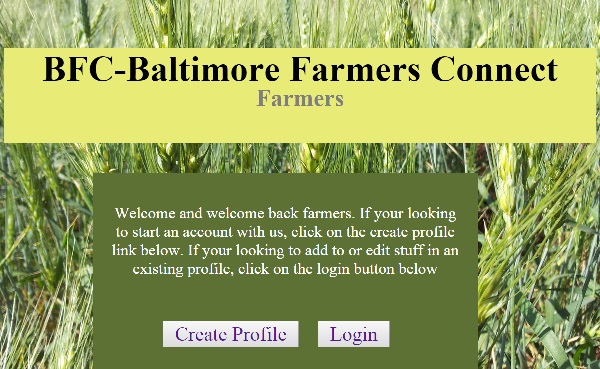 BFC-Baltimore Farmers Connect
Farmers
Welcome and welcome back farmers. If your looking
to start an account with us, click on the create profile
link below. If your looking to add to or edit stuff in an
existing profile, click on the login button below
Create Profile Login